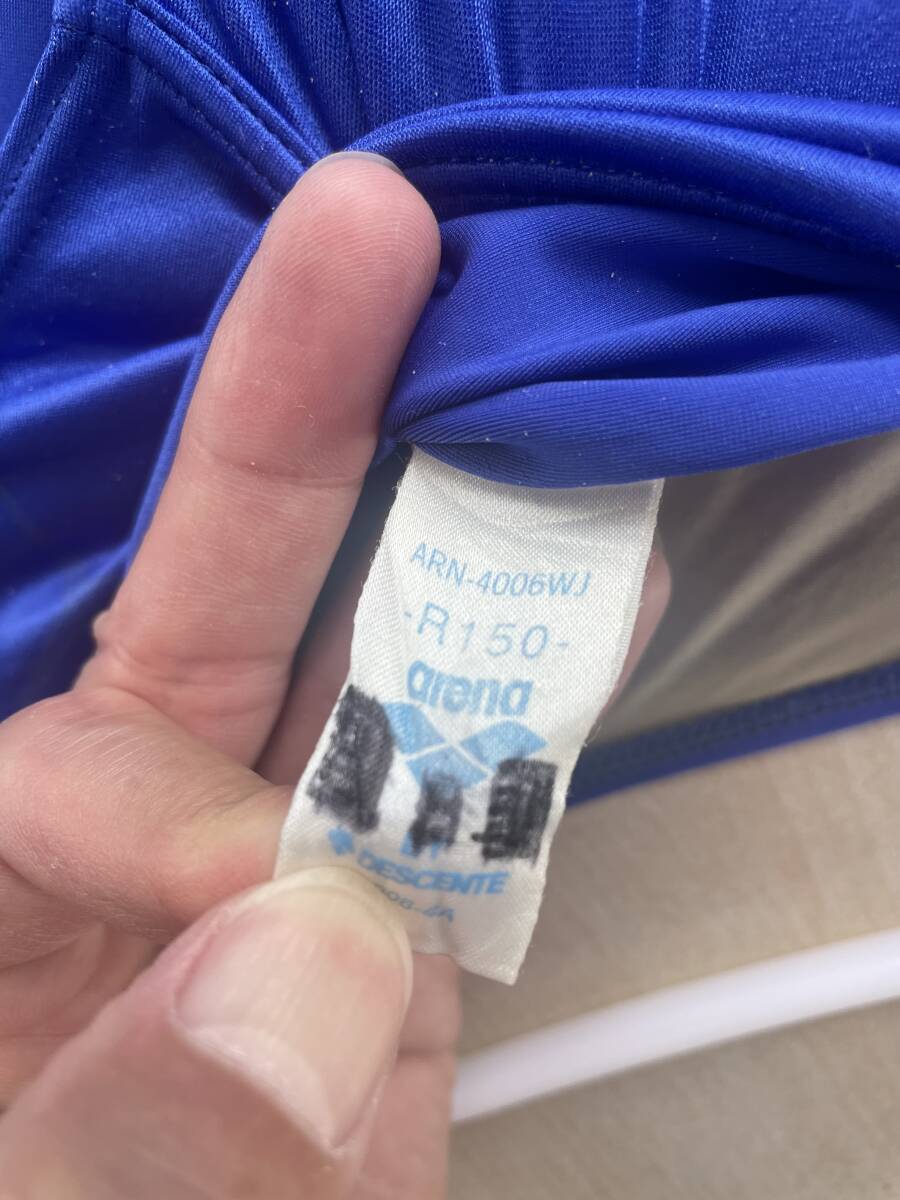 ARN-4006WJ
-R150-
arena
DESCENTE